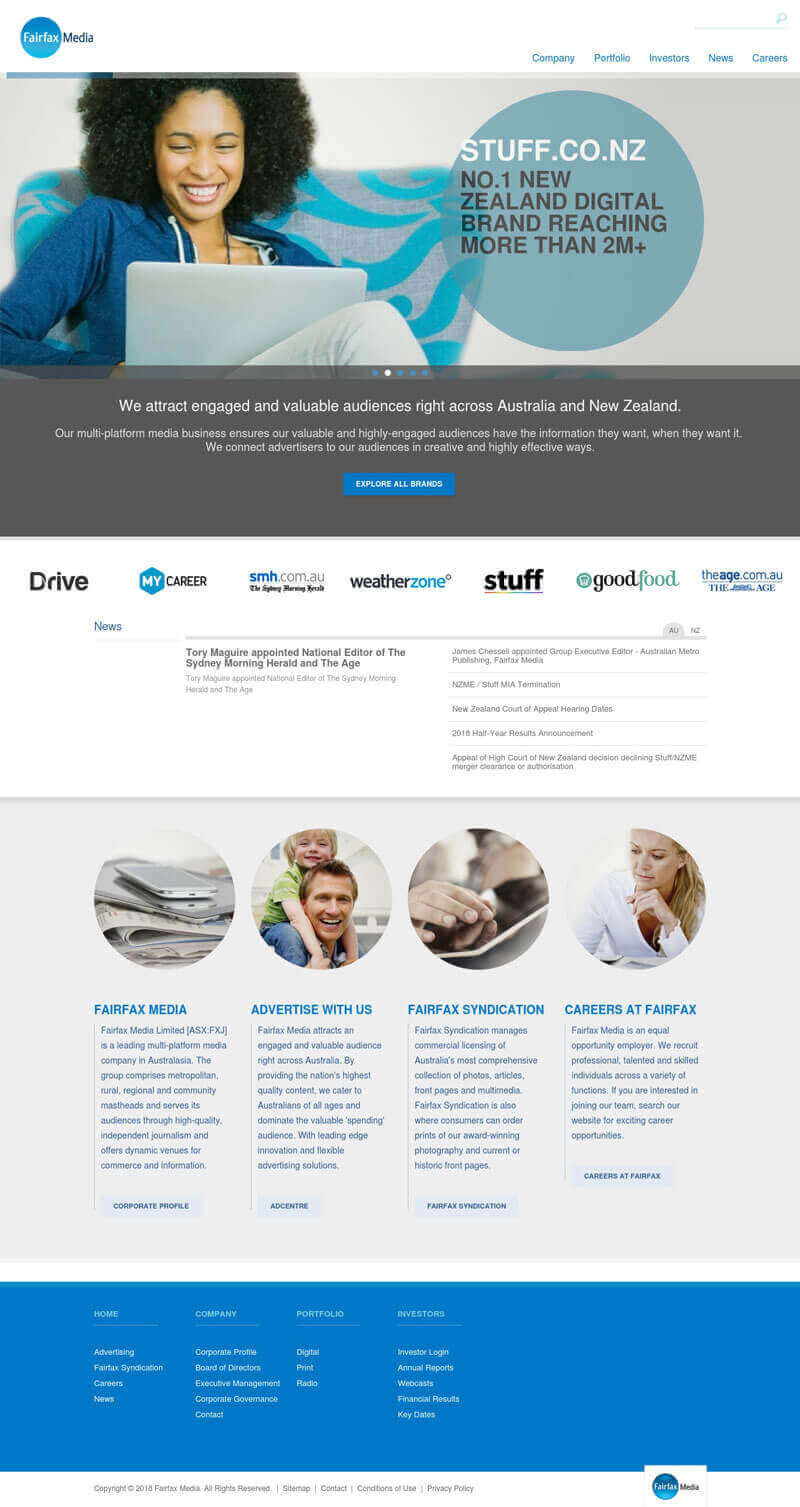 Fairfax Media
Company Portfolio Investors News Careers
STUFF.CO.NZ
NO.1 NEW
ZEALAND DIGITAL
BRAND REACHING
MORE THAN 2M+
We attract engaged and valuable audiences right across Australia and New Zealand.
Our multi-platform media business ensures our valuable and highly-engaged audiences have the information they want, when they want it.
We connect advertisers to our audiences in creative and highly effective ways.
EXPLORE ALL BRANDS
Drive
MY CAREER
smh.com.au
The Sydney Morning Herald
weatherzone
stuff
goodfood
theage.com.au
THE AGE
News
AU NZ
Tory Maguire appointed National Editor of The
Sydney Morning Herald and The Age
Tory Maguire appointed National Editor of The Sydney Morning
Herald and The Age
James Chessell appointed Group Executive Editor - Australian Metro
Publishing, Fairfax Media
NZME / Stuff MIA Termination
New Zealand Court of Appeal Hearing Dates
2018 Half-Year Results Announcement
Appeal of High Court of New Zealand decision declining Stuff/NZME
merger clearance or authorisation
FAIRFAX MEDIA
Fairfax Media Limited [ASX:FXJ]
is a leading multi-platform media
company in Australasia. The
group comprises metropolitan,
rural, regional and community
mastheads and serves its
audiences through high-quality,
independent journalism and
offers dynamic venues for
commerce and information.
CORPORATE PROFILE
ADVERTISE WITH US
Fairfax Media attracts an
engaged and valuable audience
right across Australia. By
providing the nation's highest
quality content, we cater to
Australians of all ages and
dominate the valuable 'spending'
audience. With leading edge
innovation and flexible
advertising solutions.
ADCENTRE
FAIRFAX SYNDICATION
Fairfax Syndication manages
commercial licensing of
Australia's most comprehensive
collection of photos, articles,
front pages and multimedia.
Fairfax Syndication is also
where consumers can order
prints of our award-winning
photography and current or
historic front pages.
FAIRFAX SYNDICATION
CAREERS AT FAIRFAX
Fairfax Media is an equal
opportunity employer. We recruit
professional, talented and skilled
individuals across a variety of
functions. If you are interested in
joining our team, search our
website for exciting career
opportunities.
CAREERS AT FAIRFAX
HOME
Advertising
Fairfax Syndication
Careers
News
COMPANY
Corporate Profile
Board of Directors
Executive Management
Corporate Governance
Contact
PORTFOLIO
Digital
Print
Radio
INVESTORS
Investor Login
Annual Reports
Webcasts
Financial Results
Key Dates
Copyright © 2018 Fairfax Media. All Rights Reserved. | Sitemap | Contact | Conditions of Use | Privacy Policy
Fairfax Media